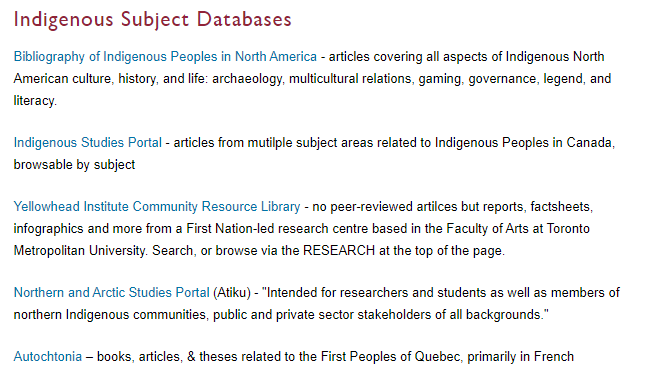 Indigenous Subject Databases
Bibliography of Indigenous Peoples in North America - articles covering all aspects of Indigenous North
American culture, history, and life: archaeology, multicultural relations, gaming, governance, legend, and
literacy.
Indigenous Studies Portal - articles from mutilple subject areas related to Indigenous Peoples in Canada,
browsable by subject
Yellowhead Institute Community Resource Library - no peer-reviewed artilces but reports, factsheets,
infographics and more from a First Nation-led research centre based in the Faculty of Arts at Toronto
Metropolitan University. Search, or browse via the RESEARCH at the top of the page.
Northern and Arctic Studies Portal (Atiku) - "Intended for researchers and students as well as members of
northern Indigenous communities, public and private sector stakeholders of all backgrounds."
Autochtonia – books, articles, & theses related to the First Peoples of Quebec, primarily in French